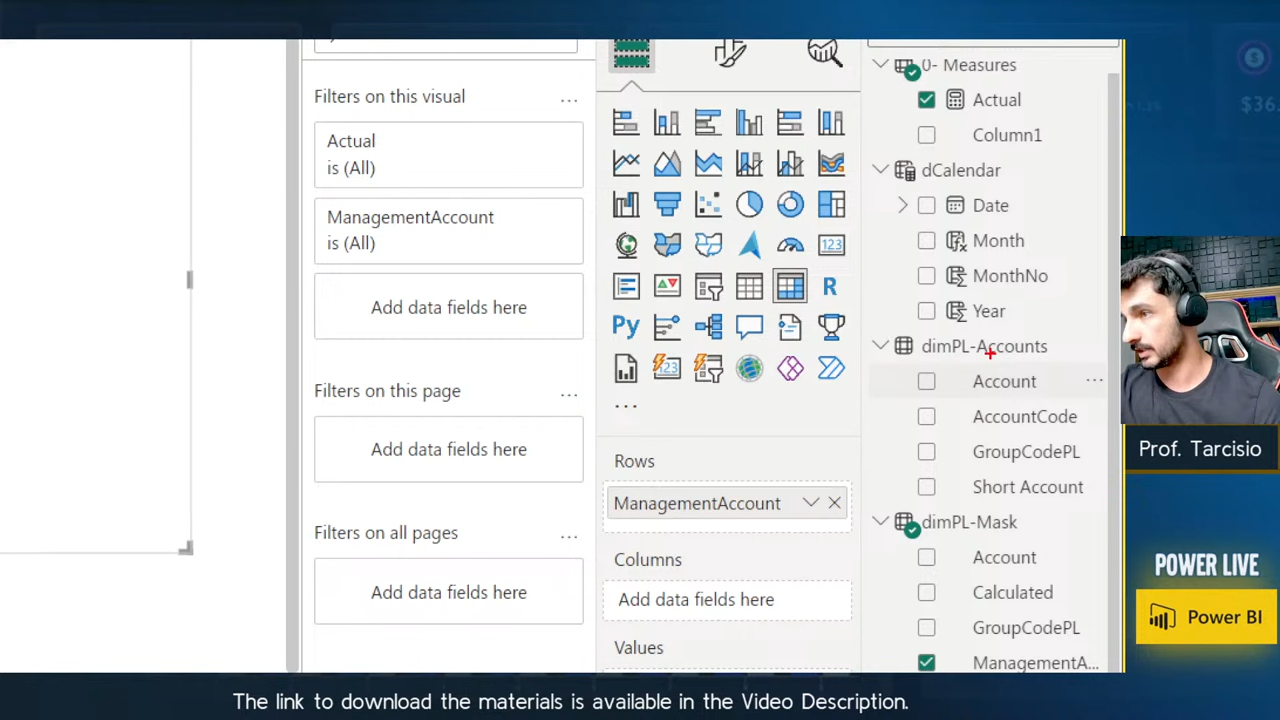 Filters on this visual
...
Actual
is (All)
ManagementAccount
is (All)
Add data fields here
Filters on this page
...
Add data fields here
Filters on all pages
...
Add data fields here
123
R
Py
123
...
Rows
ManagementAccount
Columns
Add data fields here
Values
0- Measures
Actual
Column1
dCalendar
Date
Month
MonthNo
Year
dimPL-Accounts
Account
...
AccountCode
GroupCodePL
Short Account
dimPL-Mask
Account
Calculated
GroupCodePL
ManagementA...
Prof. Tarcisio
POWER LIVE
Power BI
The link to download the materials is available in the Video Description.